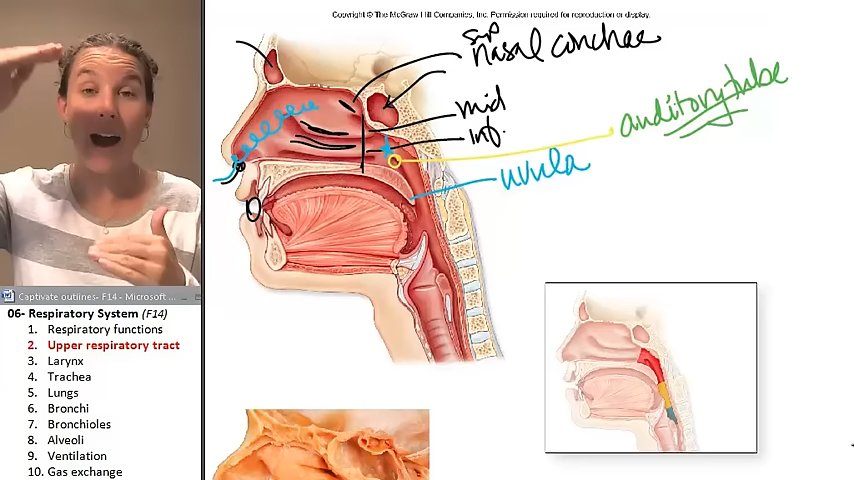 Copyright © The McGraw Hill Companies, Inc. Permission required for reproduction or display.
sup
nasal conchae
mid
inf.
auditory tube
uvula
Captivate outlines- F14 - Microsoft ...
06- Respiratory System (F14)
1. Respiratory functions
2. Upper respiratory tract
3. Larynx
4. Trachea
5. Lungs
6. Bronchi
7. Bronchioles
8. Alveoli
9. Ventilation
10. Gas exchange